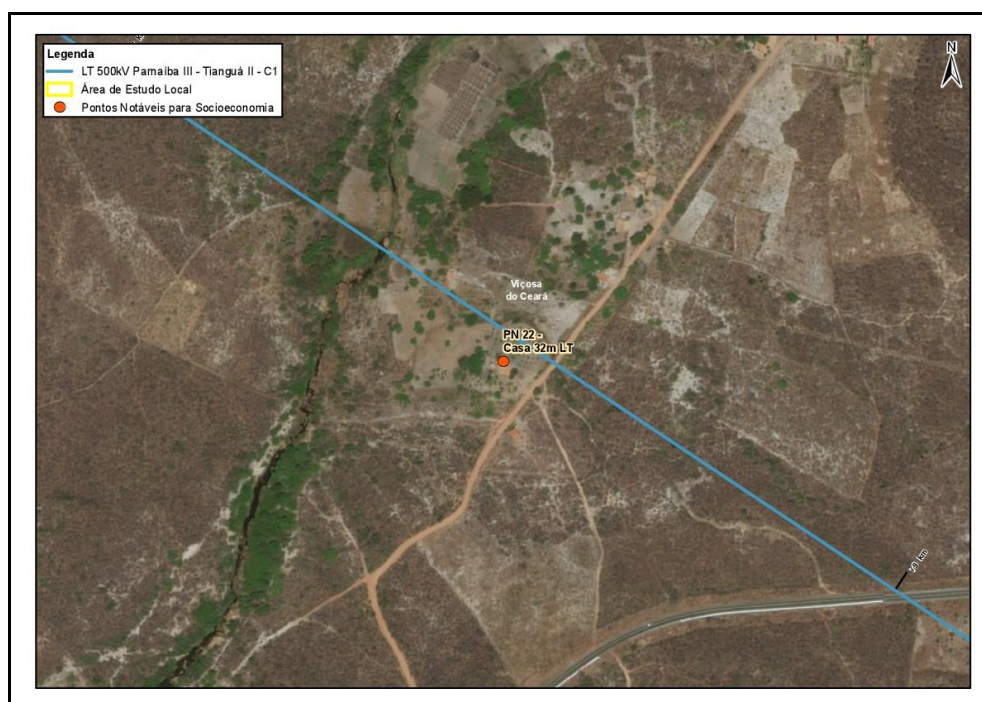 Legenda
LT 500kV Parnaíba III - Tianguá II - C1
Área de Estudo Local
Pontos Notáveis para Socioeconomia
N
Viçosa
do Ceará
PN 22 -
Casa 32m LT
km